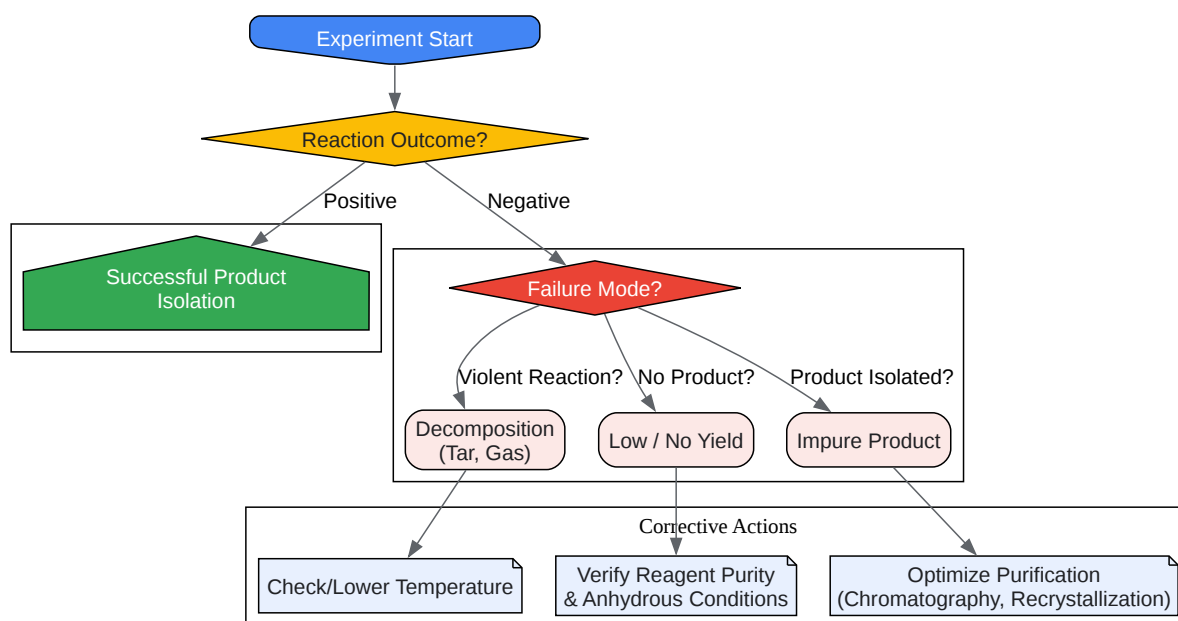 Experiment Start
Reaction Outcome?
Positive
Negative
Successful Product
Isolation
Failure Mode?
Violent Reaction?
No Product?
Product Isolated?
Decomposition
(Tar, Gas)
Low / No Yield
Impure Product
Corrective Actions
Check/Lower Temperature
Verify Reagent Purity
& Anhydrous Conditions
Optimize Purification
(Chromatography, Recrystallization)